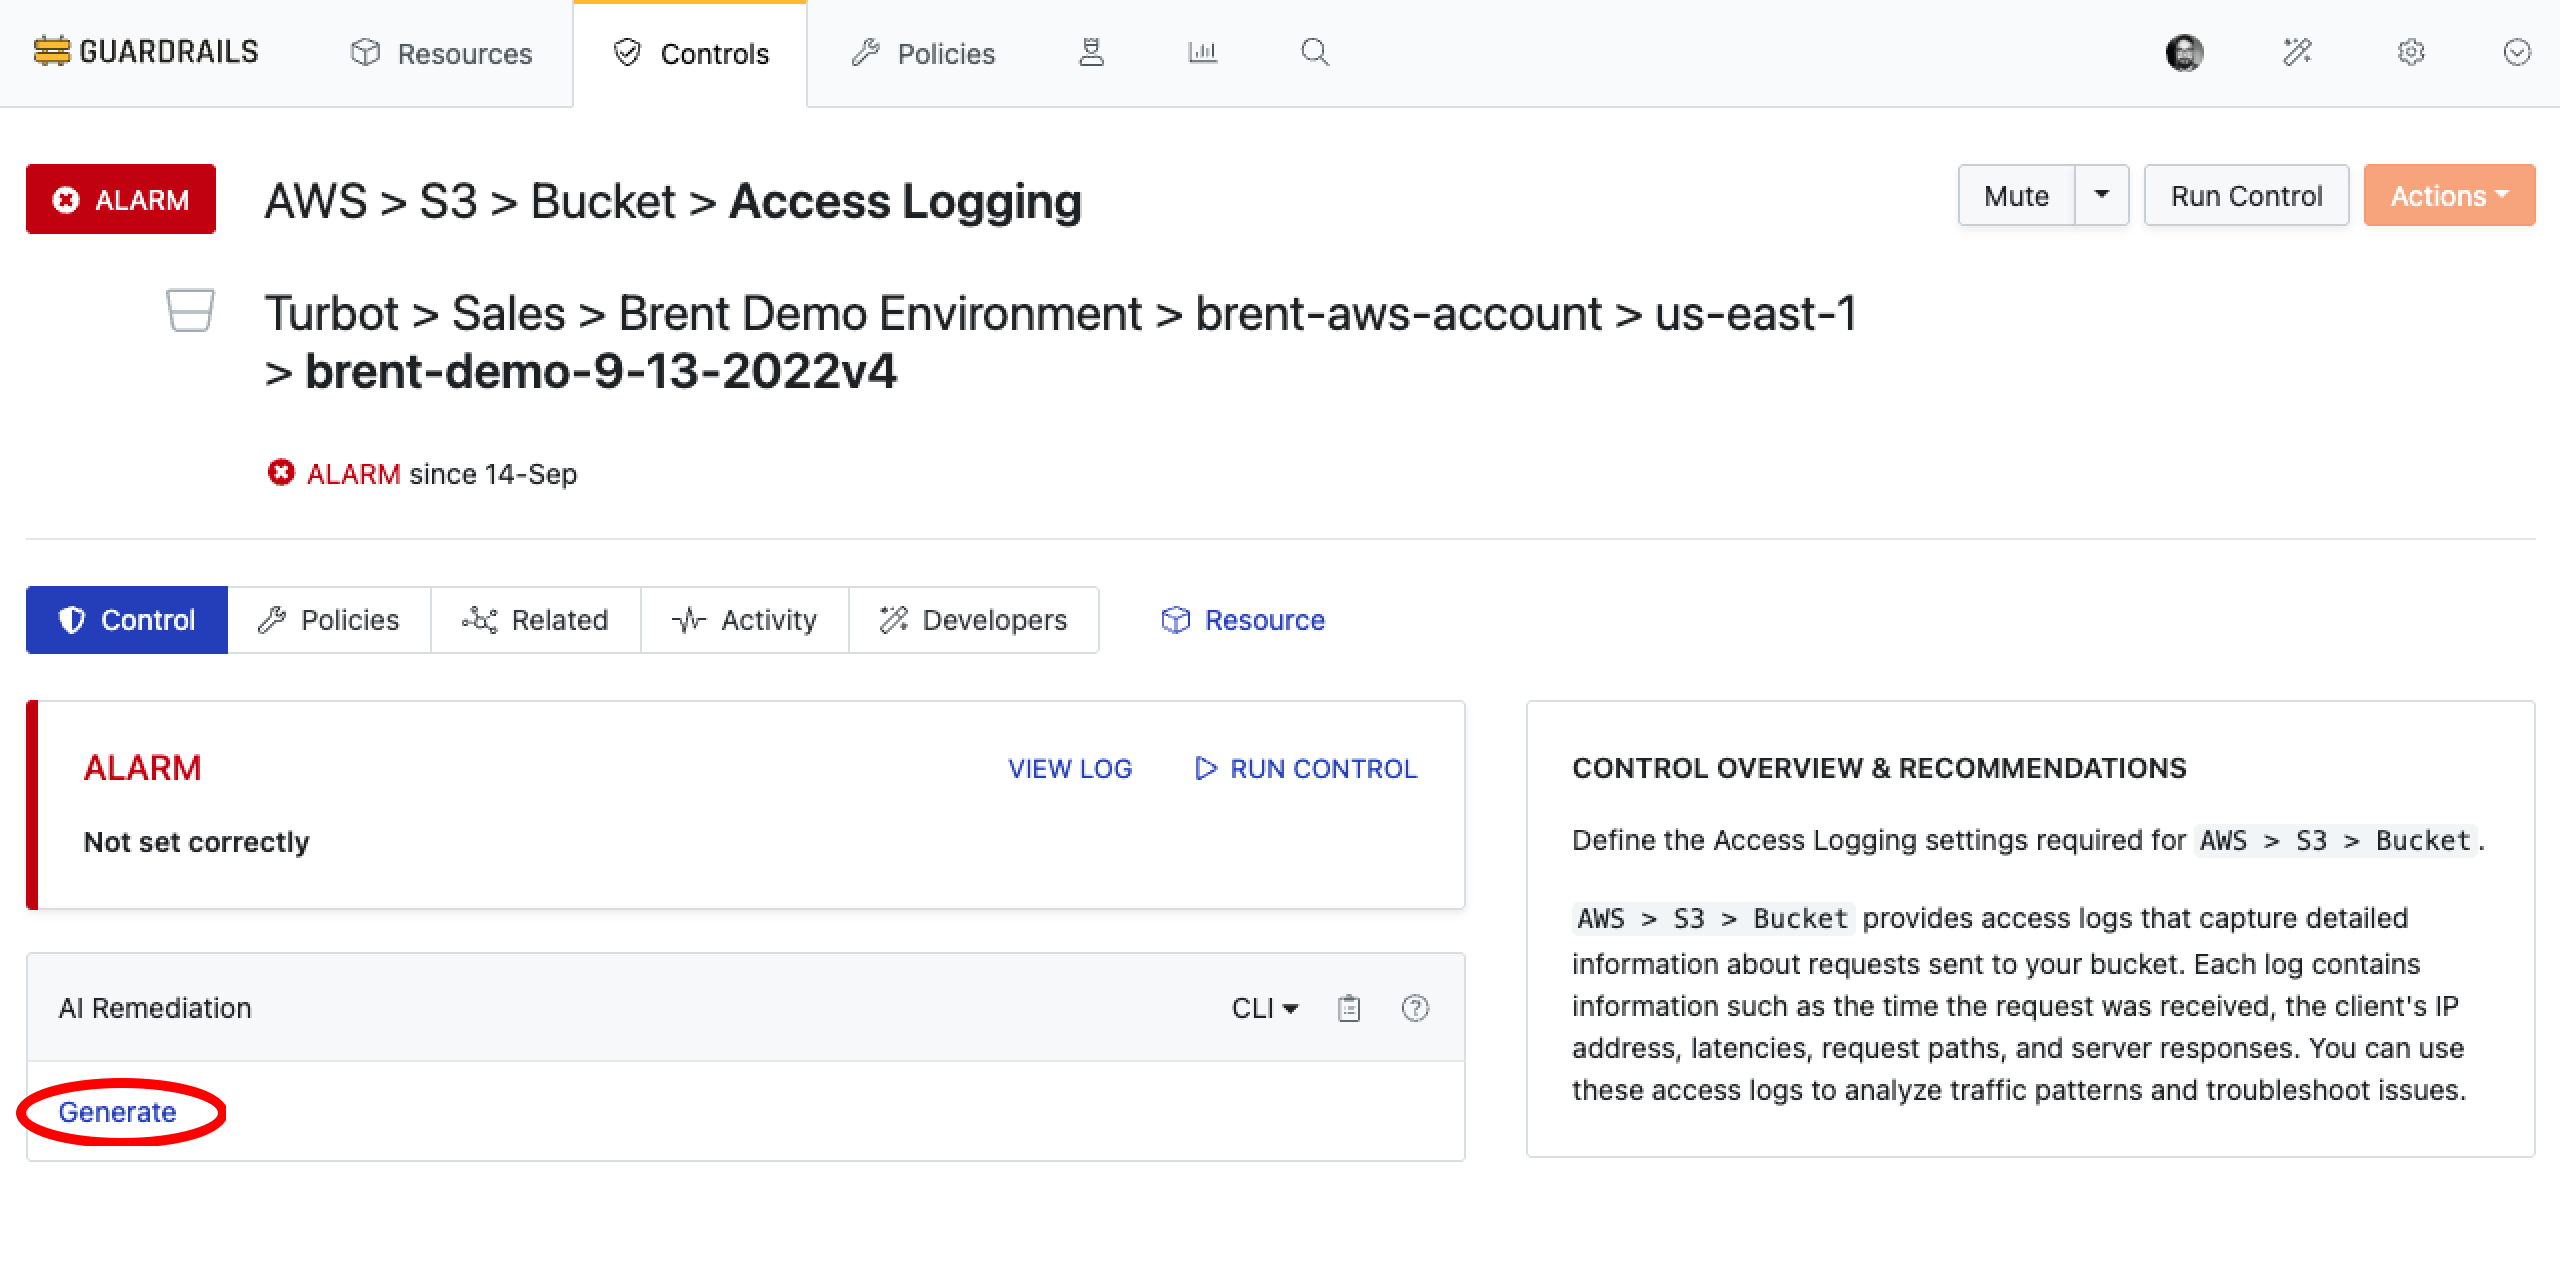 GUARDRAILS
Resources
Controls
Policies
ALARM
AWS > S3 > Bucket > Access Logging
Mute
Run Control
Actions
Turbot > Sales > Brent Demo Environment > brent-aws-account > us-east-1
> brent-demo-9-13-2022v4
ALARM since 14-Sep
Control
Policies
Related
Activity
Developers
Resource
ALARM
VIEW LOG
RUN CONTROL
Not set correctly
AI Remediation
CLI
Generate
CONTROL OVERVIEW & RECOMMENDATIONS
Define the Access Logging settings required for AWS > S3 > Bucket.
AWS > S3 > Bucket provides access logs that capture detailed
information about requests sent to your bucket. Each log contains
information such as the time the request was received, the client's IP
address, latencies, request paths, and server responses. You can use
these access logs to analyze traffic patterns and troubleshoot issues.